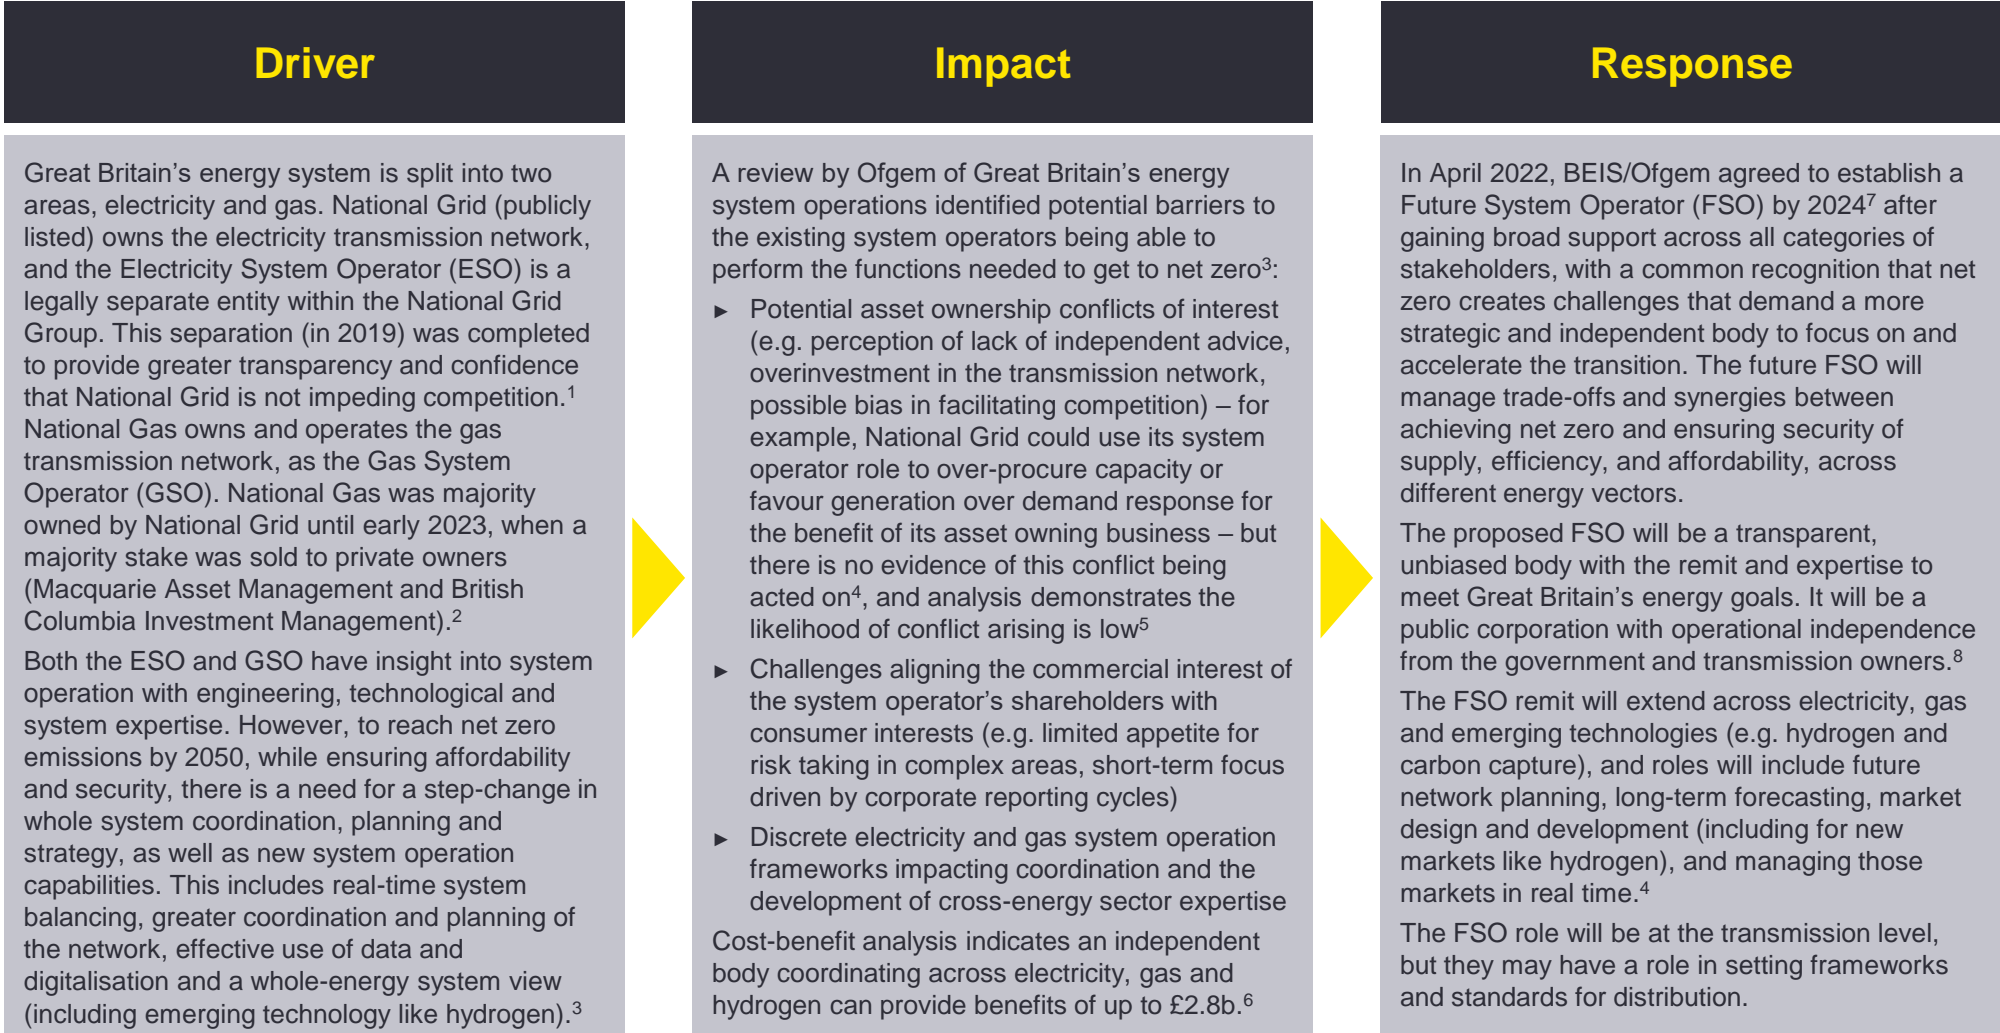 Driver
Great Britain's energy system is split into two
areas, electricity and gas. National Grid (publicly
listed) owns the electricity transmission network,
and the Electricity System Operator (ESO) is a
legally separate entity within the National Grid
Group. This separation (in 2019) was completed
to provide greater transparency and confidence
that National Grid is not impeding competition.¹
National Gas owns and operates the gas
transmission network, as the Gas System
Operator (GSO). National Gas was majority
owned by National Grid until early 2023, when a
majority stake was sold to private owners
(Macquarie Asset Management and British
Columbia Investment Management).²
Both the ESO and GSO have insight into system
operation with engineering, technological and
system expertise. However, to reach net zero
emissions by 2050, while ensuring affordability
and security, there is a need for a step-change in
whole system coordination, planning and
strategy, as well as new system operation
capabilities. This includes real-time system
balancing, greater coordination and planning of
the network, effective use of data and
digitalisation and a whole-energy system view
(including emerging technology like hydrogen).³
Impact
A review by Ofgem of Great Britain's energy
system operations identified potential barriers to
the existing system operators being able to
perform the functions needed to get to net zero³:
► Potential asset ownership conflicts of interest
(e.g. perception of lack of independent advice,
overinvestment in the transmission network,
possible bias in facilitating competition) – for
example, National Grid could use its system
operator role to over-procure capacity or
favour generation over demand response for
the benefit of its asset owning business – but
there is no evidence of this conflict being
acted on⁴, and analysis demonstrates the
likelihood of conflict arising is low⁵
► Challenges aligning the commercial interest of
the system operator's shareholders with
consumer interests (e.g. limited appetite for
risk taking in complex areas, short-term focus
driven by corporate reporting cycles)
► Discrete electricity and gas system operation
frameworks impacting coordination and the
development of cross-energy sector expertise
Cost-benefit analysis indicates an independent
body coordinating across electricity, gas and
hydrogen can provide benefits of up to £2.8b.⁶
Response
In April 2022, BEIS/Ofgem agreed to establish a
Future System Operator (FSO) by 2024⁷ after
gaining broad support across all categories of
stakeholders, with a common recognition that net
zero creates challenges that demand a more
strategic and independent body to focus on and
accelerate the transition. The future FSO will
manage trade-offs and synergies between
achieving net zero and ensuring security of
supply, efficiency, and affordability, across
different energy vectors.
The proposed FSO will be a transparent,
unbiased body with the remit and expertise to
meet Great Britain's energy goals. It will be a
public corporation with operational independence
from the government and transmission owners.⁸
The FSO remit will extend across electricity, gas
and emerging technologies (e.g. hydrogen and
carbon capture), and roles will include future
network planning, long-term forecasting, market
design and development (including for new
markets like hydrogen), and managing those
markets in real time.⁴
The FSO role will be at the transmission level,
but they may have a role in setting frameworks
and standards for distribution.